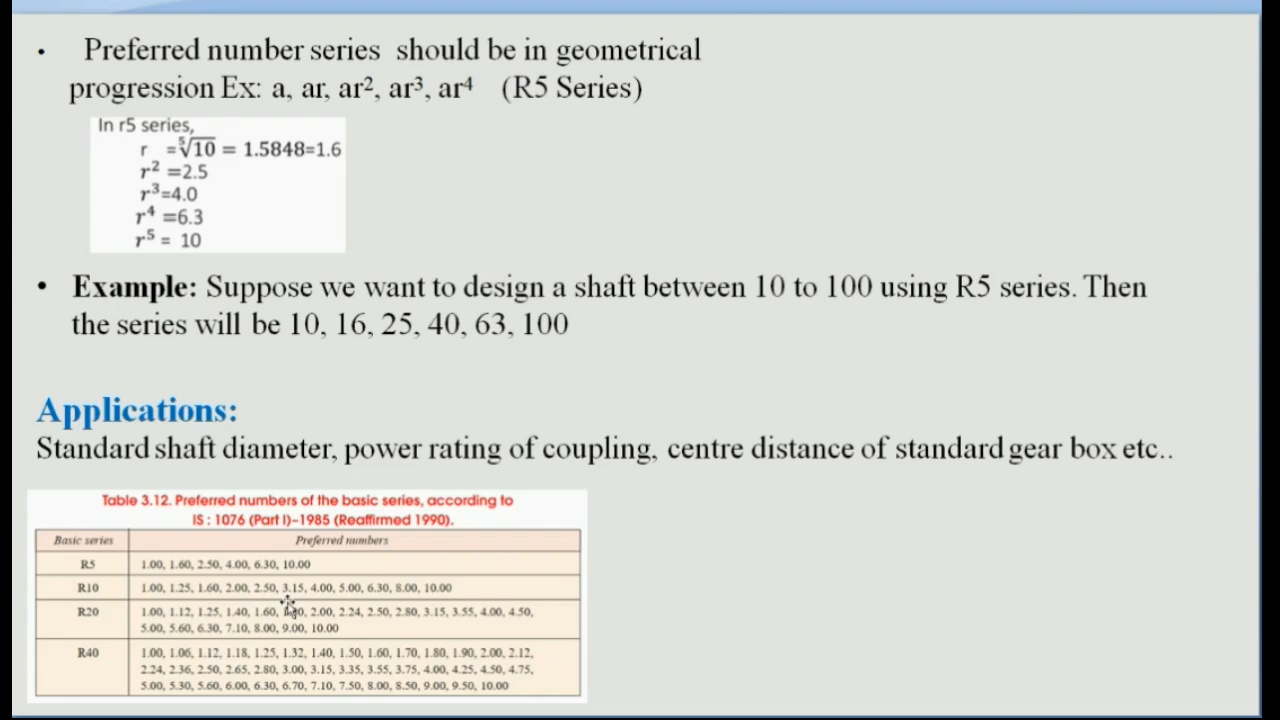 • Preferred number series should be in geometrical
progression Ex: a, ar, ar², ar³, ar⁴ (R5 Series)
In r5 series,
r =⁵√10 = 1.5848=1.6
r² =2.5
r³=4.0
r⁴ =6.3
r⁵ = 10
• Example: Suppose we want to design a shaft between 10 to 100 using R5 series. Then
the series will be 10, 16, 25, 40, 63, 100
Applications:
Standard shaft diameter, power rating of coupling, centre distance of standard gear box etc..
Table 3.12. Preferred numbers of the basic series, according to
IS : 1076 (Part I)–1985 (Reaffirmed 1990).
Basic series Preferred numbers
R5 1.00, 1.60, 2.50, 4.00, 6.30, 10.00
R10 1.00, 1.25, 1.60, 2.00, 2.50, 3.15, 4.00, 5.00, 6.30, 8.00, 10.00
R20 1.00, 1.12, 1.25, 1.40, 1.60, 2.00, 2.24, 2.50, 2.80, 3.15, 3.55, 4.00, 4.50,
5.00, 5.60, 6.30, 7.10, 8.00, 9.00, 10.00
R40 1.00, 1.06, 1.12, 1.18, 1.25, 1.32, 1.40, 1.50, 1.60, 1.70, 1.80, 1.90, 2.00, 2.12,
2.24, 2.36, 2.50, 2.65, 2.80, 3.00, 3.15, 3.35, 3.55, 3.75, 4.00, 4.25, 4.50, 4.75,
5.00, 5.30, 5.60, 6.00, 6.30, 6.70, 7.10, 7.50, 8.00, 8.50, 9.00, 9.50, 10.00